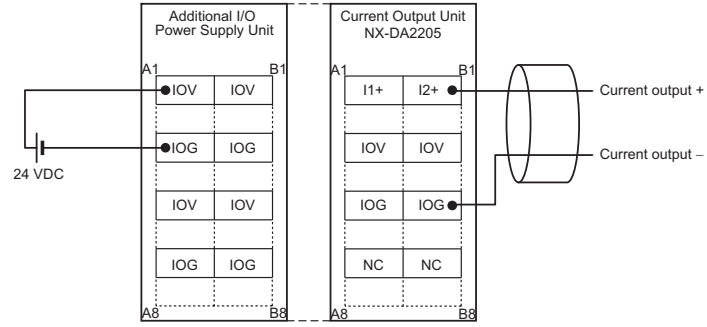 Additional I/O
Power Supply Unit
Current Output Unit
NX-DA2205
A1 B1 A1 B1
IOV IOV I1+ I2+ Current output +
IOG IOG IOV IOV Current output –
24 VDC
IOV IOV IOG IOG
IOG IOG NC NC
A8 B8 A8 B8